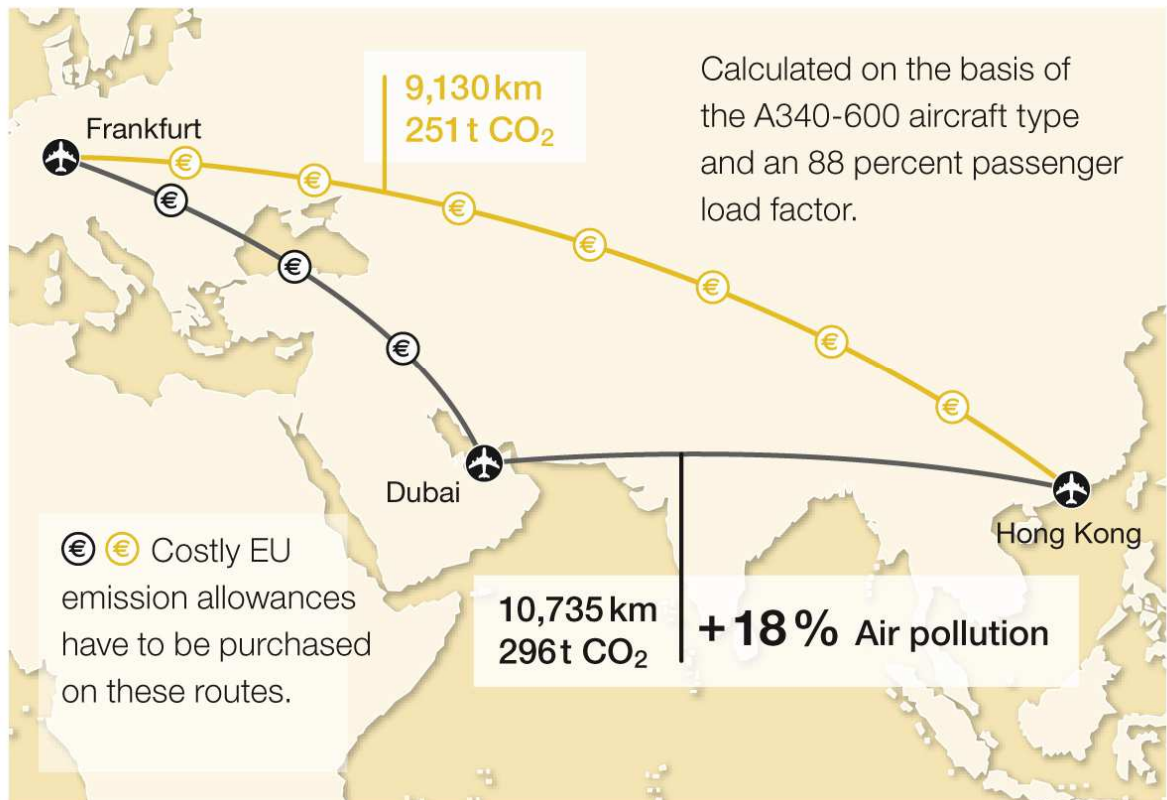 Frankfurt
9,130 km
251 t CO₂
Calculated on the basis of
the A340-600 aircraft type
and an 88 percent passenger
load factor.
€
€
€
€
€
€
€
€
€
€
Dubai
Hong Kong
€ € Costly EU
emission allowances
have to be purchased
on these routes.
10,735 km
296 t CO₂
+18 % Air pollution